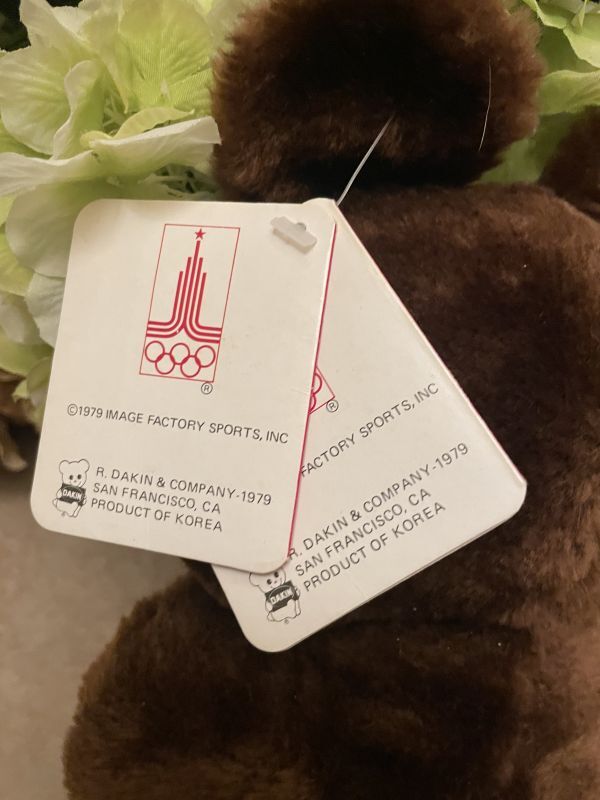 ®
©1979 IMAGE FACTORY SPORTS, INC
DAKIN
R. DAKIN & COMPANY-1979
SAN FRANCISCO, CA
PRODUCT OF KOREA
®
FACTORY SPORTS, INC
DAKIN
R. DAKIN & COMPANY-1979
SAN FRANCISCO, CA
PRODUCT OF KOREA